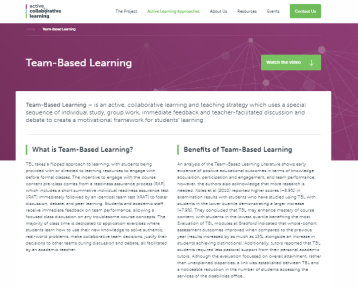 active
collaborative
learning
The Project
Active Learning Approaches
About Us
Resources
Events
Contact Us
Team-Based Learning
Team-Based Learning
Watch the video
Team-Based Learning – is an active, collaborative learning and teaching strategy which uses a special
sequence of individual study, group work, immediate feedback and teacher-facilitated discussion and
debate to create a motivational framework for students' learning.
What is Team-Based Learning?
TBL takes a flipped approach to learning, with students being
provided with or directed to learning resources to engage with
before formal classes. The incentive to engage with the course
content pre-class comes from a readiness assurance process (RAP),
which includes a short summative individual readiness assurance test
(iRAT) immediately followed by an identical team test (tRAT) to foster
discussion, debate, and peer learning. Students and academic staff
receive immediate feedback on team performance, allowing a
focused class discussion on any troublesome course concepts. The
majority of class time is dedicated to application exercises where
students learn how to use their new knowledge to solve authentic,
real-world problems, make collaborative team decisions, justify their
decisions to other teams during discussion and debate, all facilitated
by an academic teacher.
Benefits of Team-Based Learning
An analysis of the Team-Based Learning literature shows early
evidence of positive educational outcomes in terms of knowledge
acquisition, participation and engagement, and team performance,
however, the authors also acknowledge that more research is
needed. Koles et al (2010) reported higher scores (~5.9%) in
examination results with students who have studied using TBL with
students in the lower quartile demonstrating a larger increase
(~7.9%). They concluded that TBL may enhance mastery of course
content, with students in the lowest quartile benefiting the most.
Evaluation of TBL modules at Bradford indicated that whole-cohort
assessment outcomes improved when compared to the previous
year (results increased by as much as 15% alongside an increase in
students achieving distinctions). Additionally, tutors reported that TBL
students required less pastoral support from their personal academic
tutors. Although the evaluation focussed on overall attainment, rather
than unexplained disparities, a link was established between TBL and
a noticeable reduction in the number of students accessing the
services of the disabilities office.